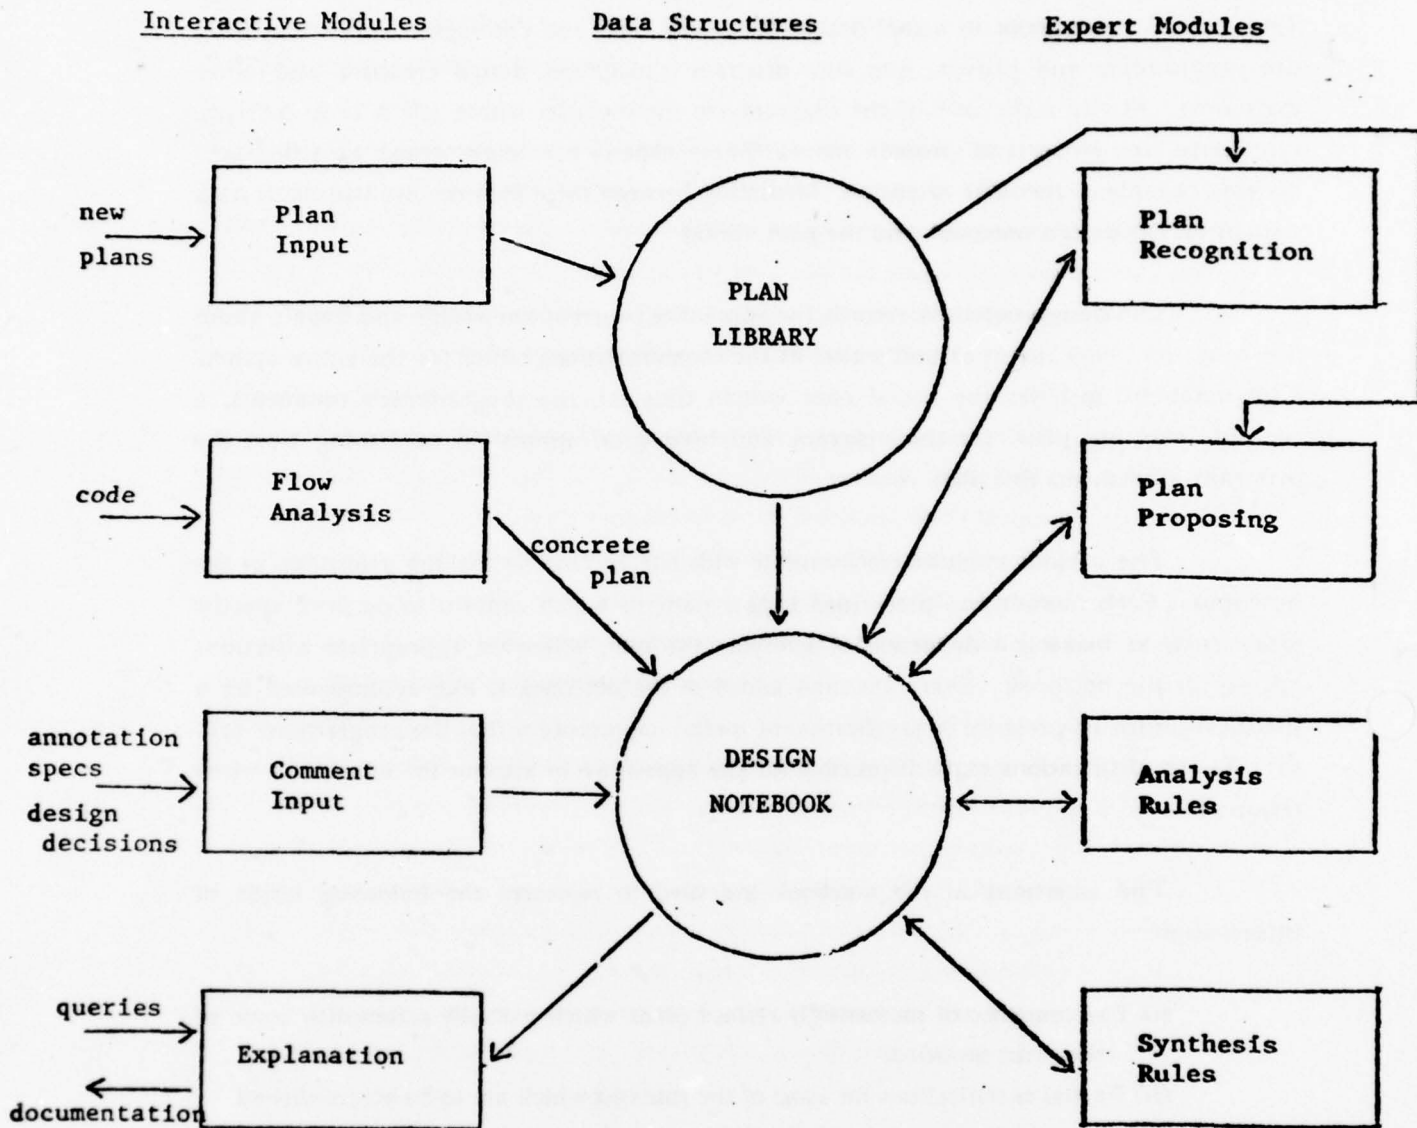 Interactive Modules
Data Structures
Expert Modules
new
plans
Plan
Input
PLAN
LIBRARY
Plan
Recognition
code
Flow
Analysis
concrete
plan
Plan
Proposing
annotation
specs
design
decisions
Comment
Input
DESIGN
NOTEBOOK
Analysis
Rules
queries
documentation
Explanation
Synthesis
Rules